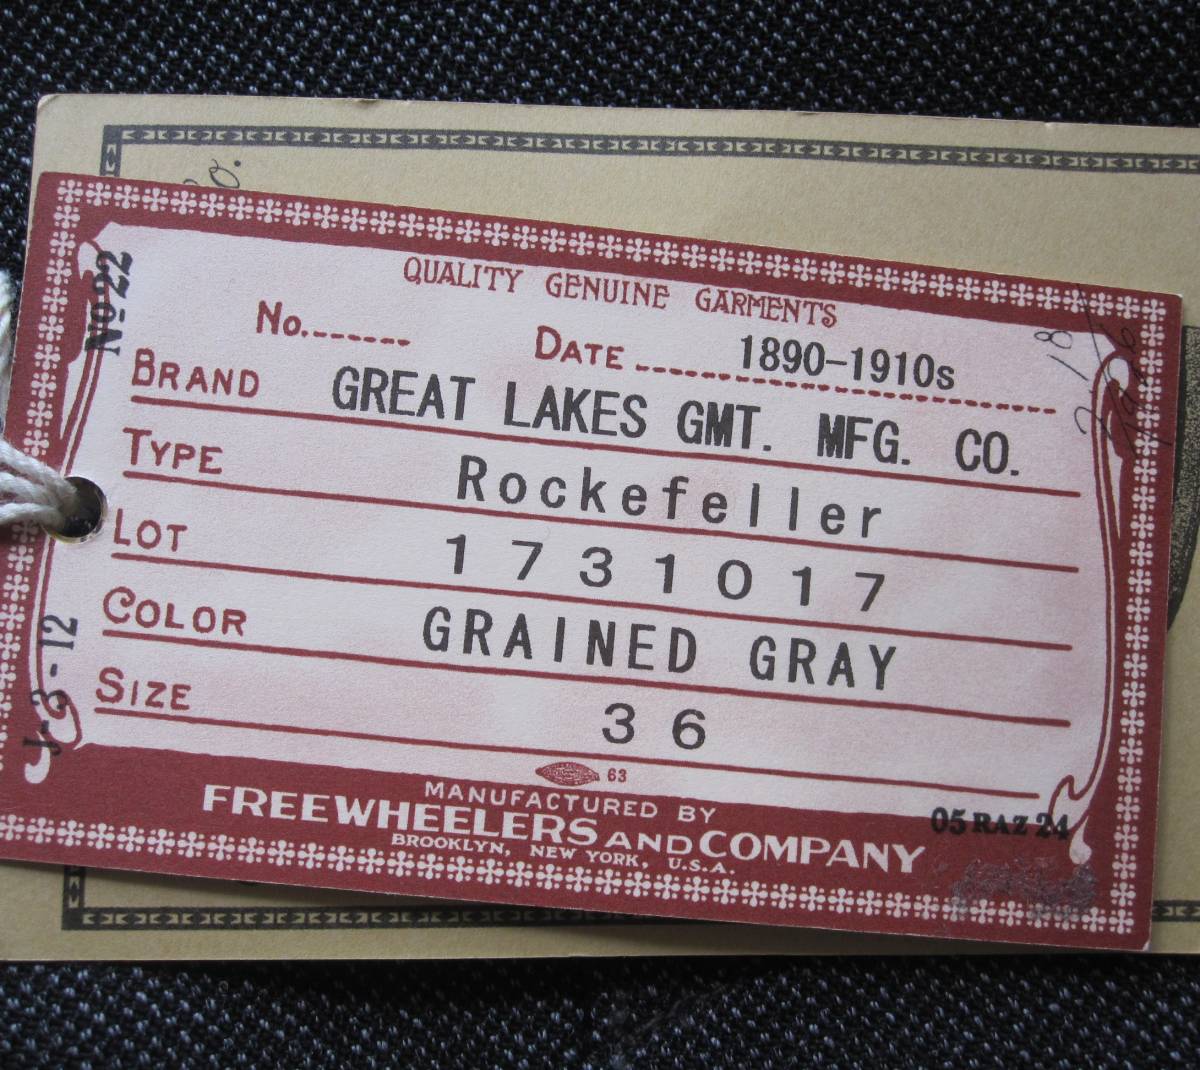 QUALITY GENUINE GARMENTS
No.
DATE 1890-1910s
BRAND GREAT LAKES GMT. MFG. CO.
TYPE Rockefeller
LOT 1731017
COLOR GRAINED GRAY
SIZE 36
63
MANUFACTURED BY
FREEWHEELERS AND COMPANY
BROOKLYN, NEW YORK, U.S.A.
05 RAZ 24
No 22
J-3-12